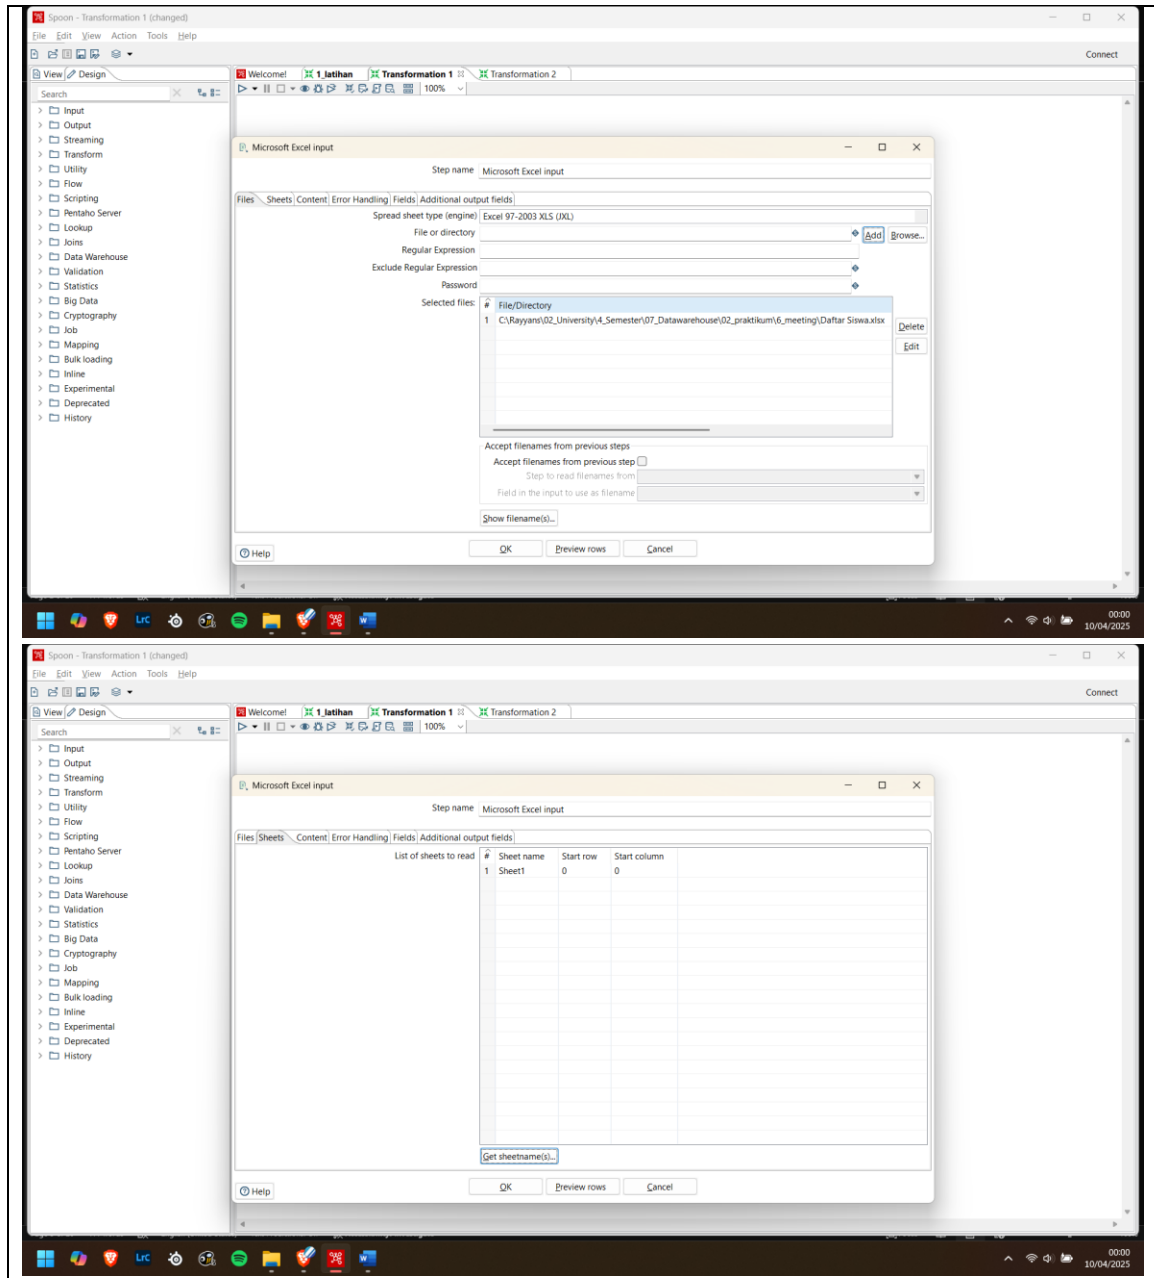 Spoon - Transformation 1 (changed)
File Edit View Action Tools Help
Connect
View Design
Welcome! 1_latihan Transformation 1 Transformation 2
Search
100%
Input
Output
Streaming
Transform
Utility
Flow
Scripting
Pentaho Server
Lookup
Joins
Data Warehouse
Validation
Statistics
Big Data
Cryptography
Job
Mapping
Bulk loading
Inline
Experimental
Deprecated
History
Microsoft Excel input
Step name Microsoft Excel input
Files Sheets Content Error Handling Fields Additional output fields
Spread sheet type (engine) Excel 97-2003 XLS (JXL)
File or directory Add Browse...
Regular Expression
Exclude Regular Expression
Password
Selected files: # File/Directory
1 C:\Rayyans\02_University\4_Semester\07_Datawarehouse\02_praktikum\6_meeting\Daftar Siswa.xlsx
Delete
Edit
Accept filenames from previous steps
Accept filenames from previous step
Step to read filenames from
Field in the input to use as filename
Show filename(s)...
Help OK Preview rows Cancel
LrC
00:00
10/04/2025
Spoon - Transformation 1 (changed)
File Edit View Action Tools Help
Connect
View Design
Welcome! 1_latihan Transformation 1 Transformation 2
Search
100%
Input
Output
Streaming
Transform
Utility
Flow
Scripting
Pentaho Server
Lookup
Joins
Data Warehouse
Validation
Statistics
Big Data
Cryptography
Job
Mapping
Bulk loading
Inline
Experimental
Deprecated
History
Microsoft Excel input
Step name Microsoft Excel input
Files Sheets Content Error Handling Fields Additional output fields
List of sheets to read # Sheet name Start row Start column
1 Sheet1 0 0
Get sheetname(s)...
Help OK Preview rows Cancel
LrC
00:00
10/04/2025